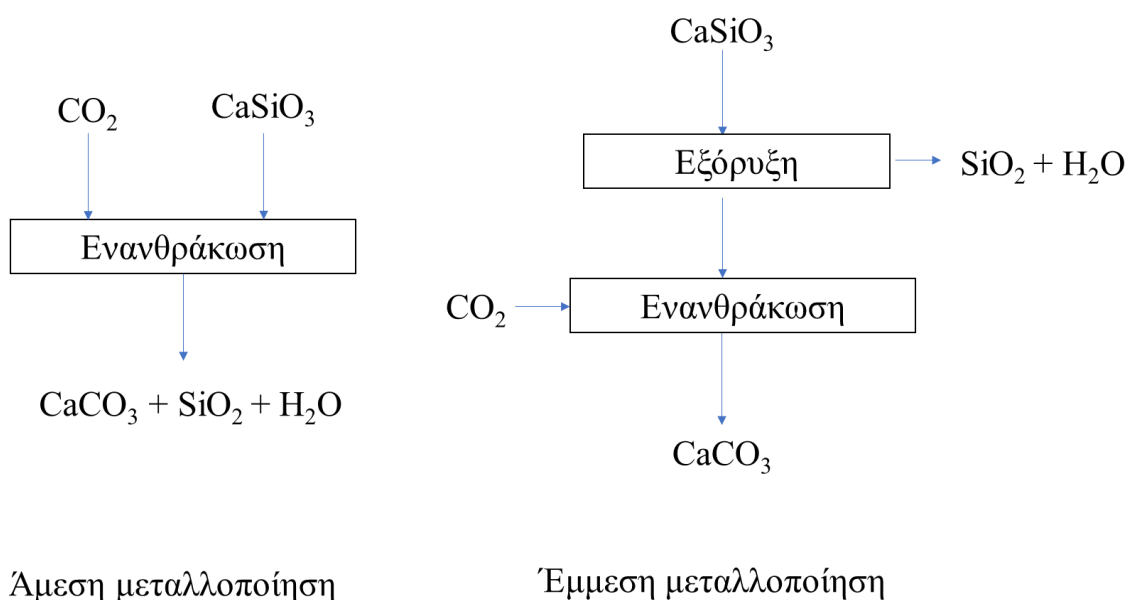 CO₂
CaSiO₃
Ενανθράκωση
CaCO₃ + SiO₂ + H₂O
Άμεση μεταλλοποίηση
CaSiO₃
Εξόρυξη
SiO₂ + H₂O
CO₂
Ενανθράκωση
CaCO₃
Έμμεση μεταλλοποίηση